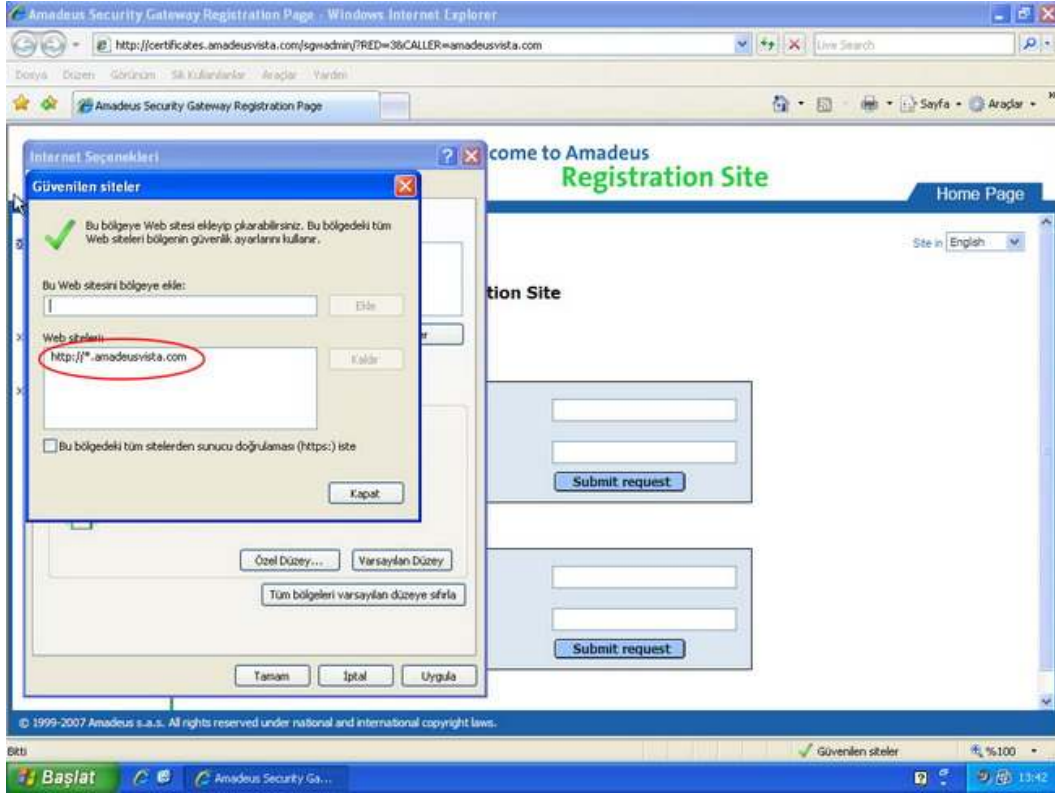 Amadeus Security Gateway Registration Page - Windows Internet Explorer
http://certificates.amadeusvista.com/sgwadmin/?RED=3&CALLER=amadeusvista.com
Live Search
Dosya Düzen Görünüm Sık Kullanılanlar Araçlar Yardım
Amadeus Security Gateway Registration Page
Sayfa
Araçlar
come to Amadeus
Registration Site
Home Page
Site in English
tion Site
Submit request
Submit request
İnternet Seçenekleri
Güvenilen siteler
Bu bölgeye Web sitesi ekleyip çıkarabilirsiniz. Bu bölgedeki tüm
Web siteleri bölgenin güvenlik ayarlarını kullanır.
Bu Web sitesini bölgeye ekle:
Ekle
Web siteleri:
http://*.amadeusvista.com
Kaldır
Bu bölgedeki tüm sitelerden sunucu doğrulaması (https:) iste
Kapat
Özel Düzey...
Varsayılan Düzey
Tüm bölgeleri varsayılan düzeye sıfırla
Tamam
İptal
Uygula
© 1999-2007 Amadeus s.a.s. All rights reserved under national and international copyright laws.
Bitti
Güvenilen siteler
%100
Başlat
Amadeus Security Ga...
13:42